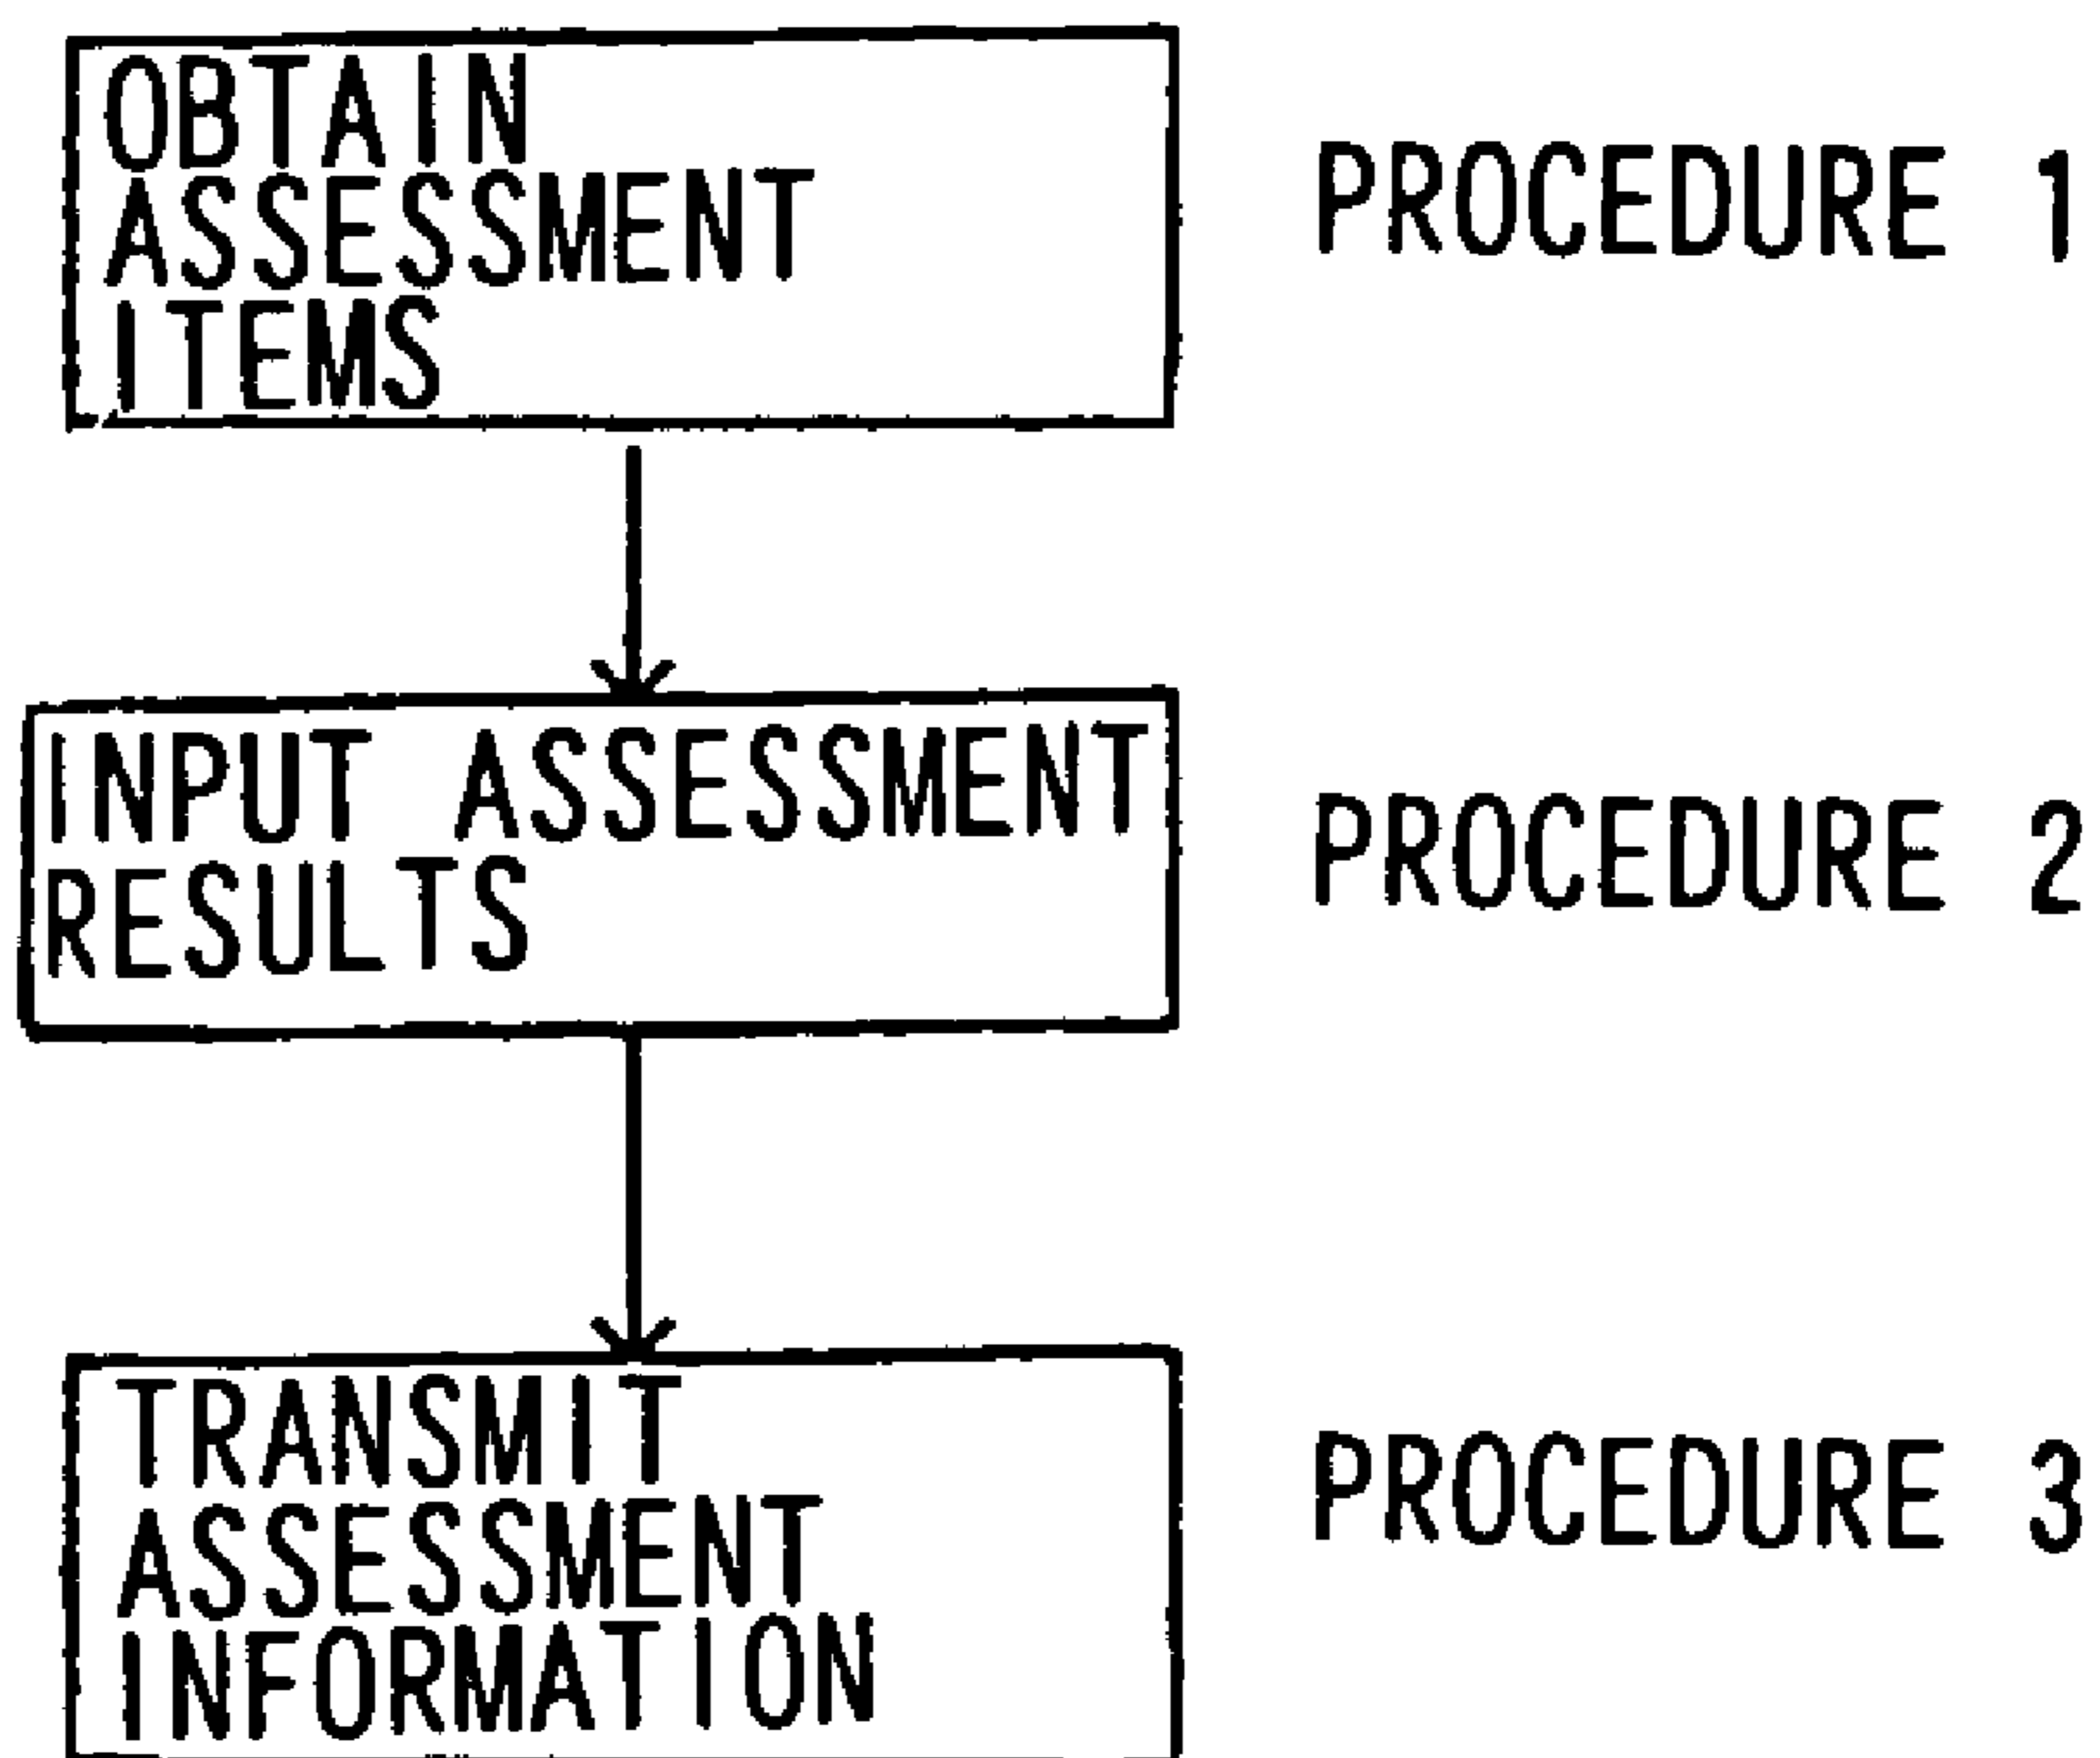 OBTAIN
ASSESSMENT
ITEMS
PROCEDURE 1
INPUT ASSESSMENT
RESULTS
PROCEDURE 2
TRANSMIT
ASSESSMENT
INFORMATION
PROCEDURE 3